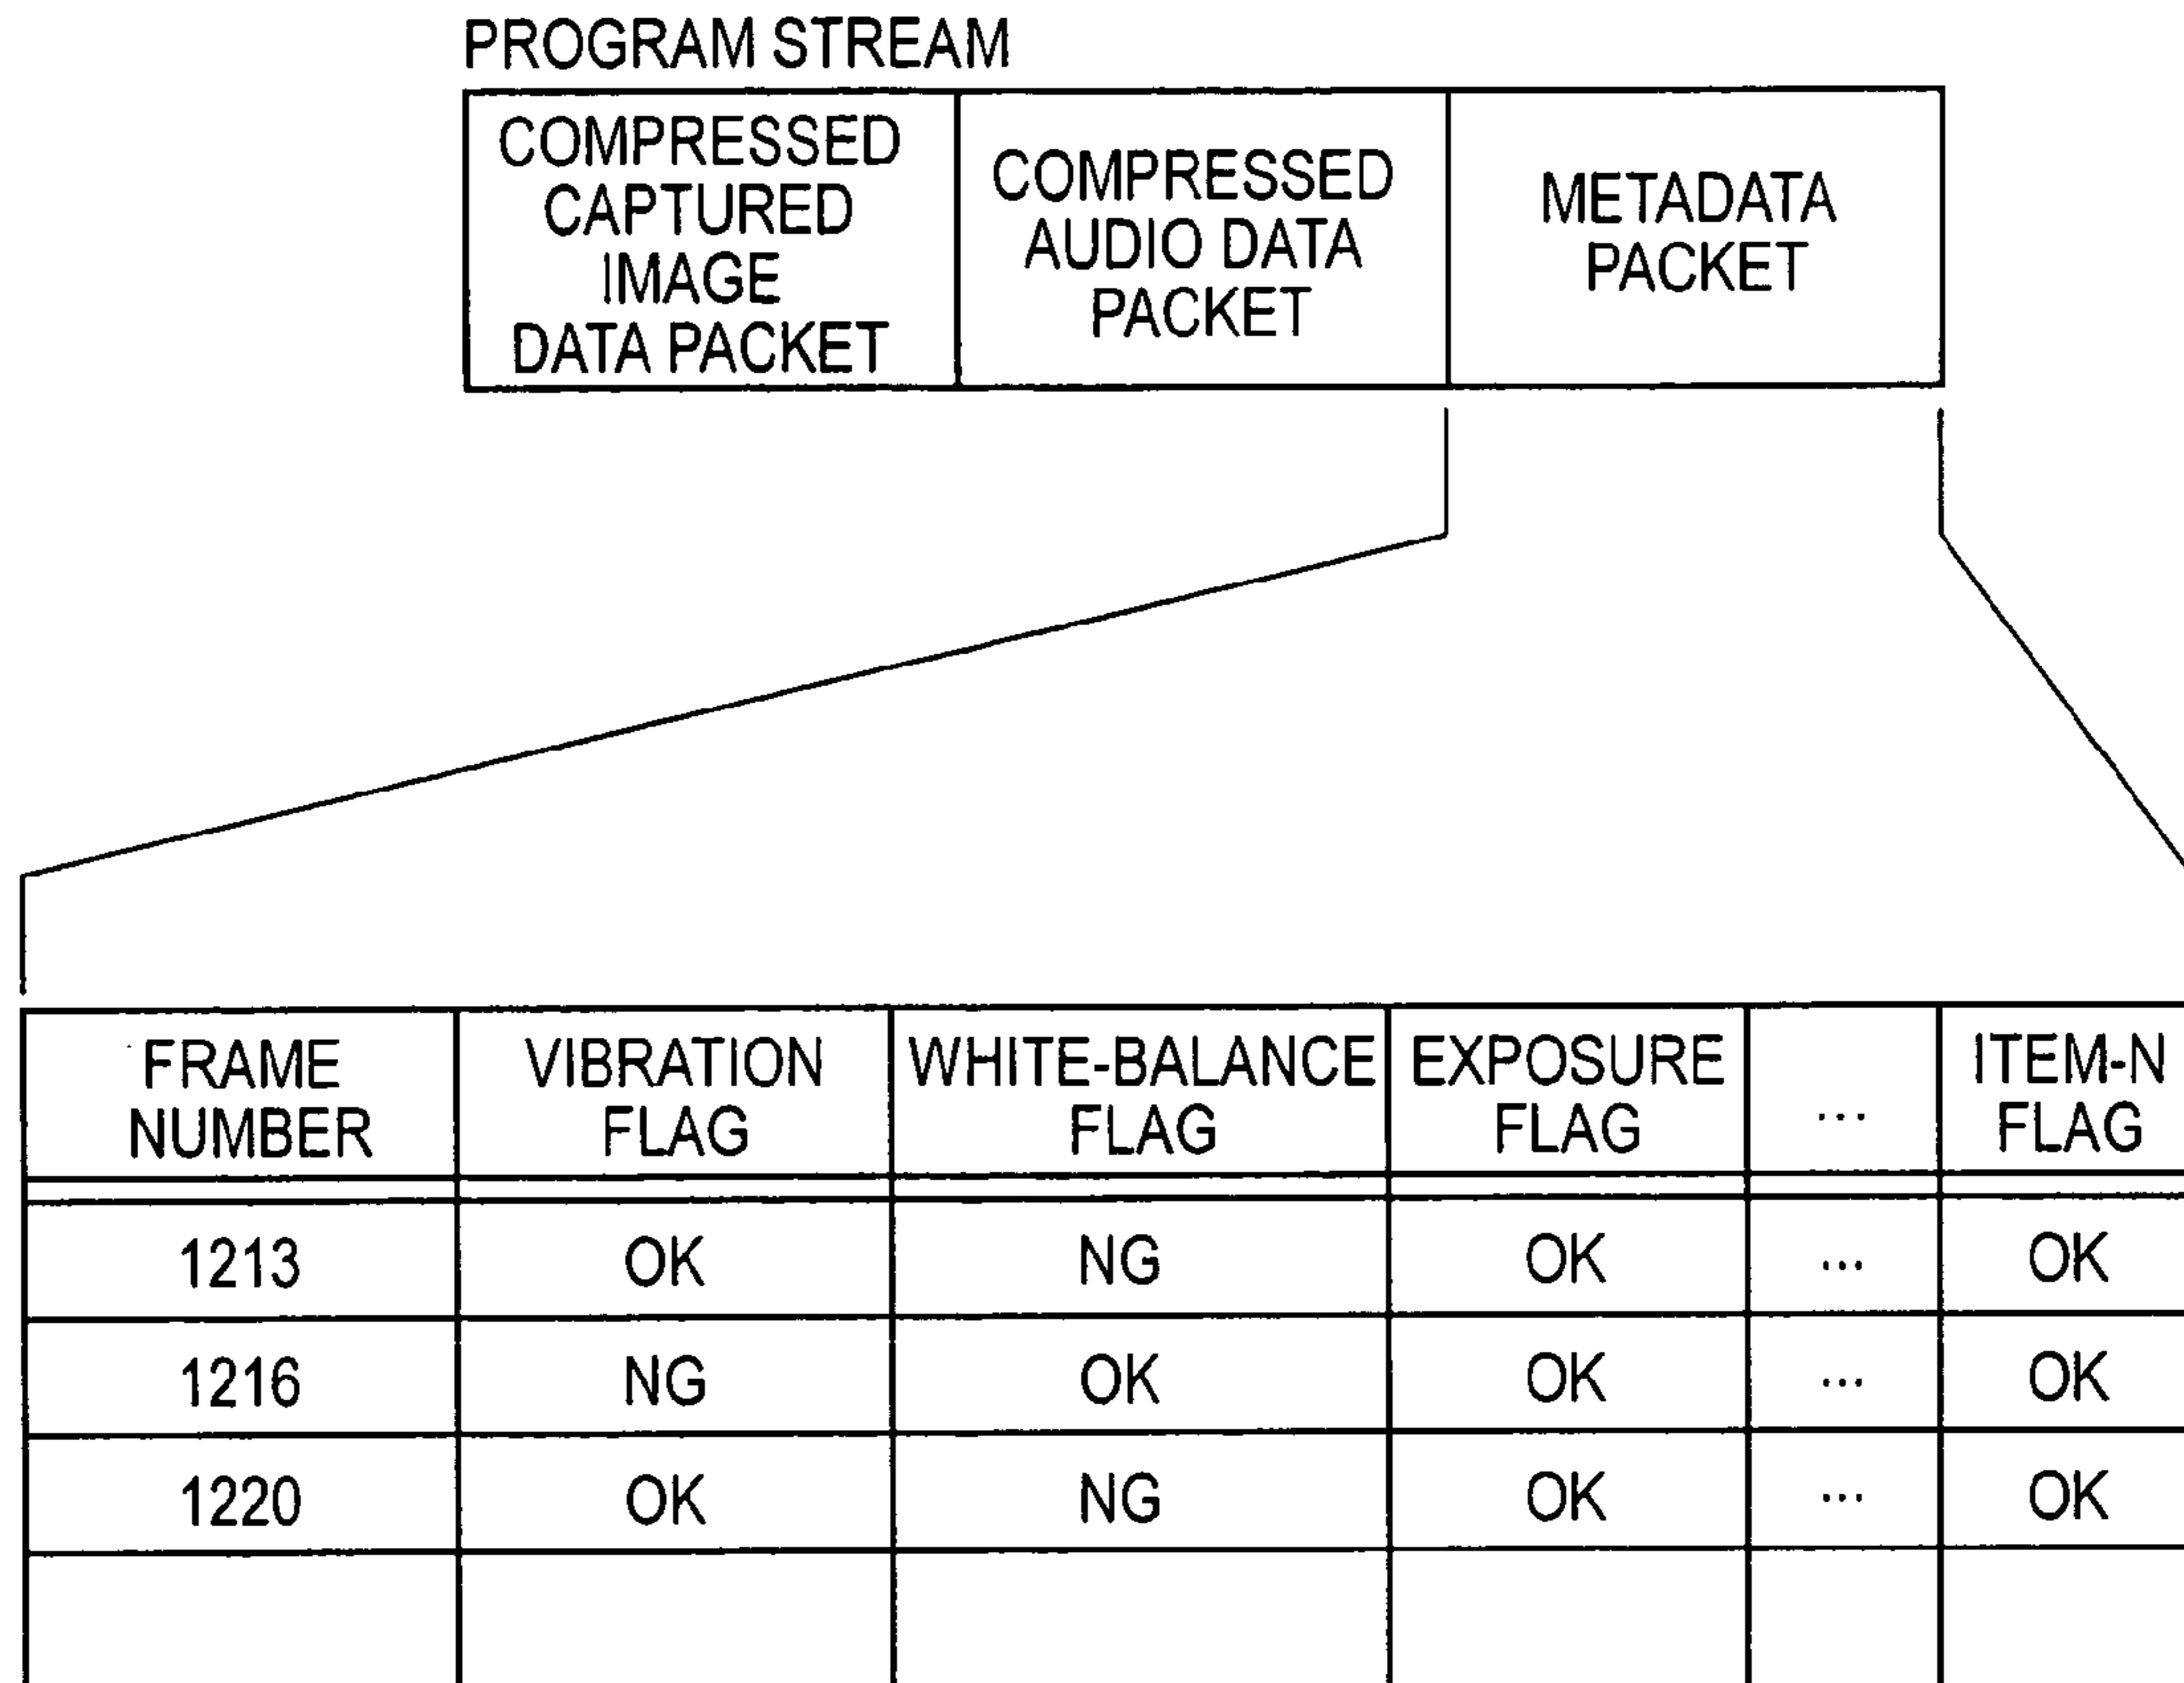 PROGRAM STREAM
COMPRESSED
CAPTURED
IMAGE
DATA PACKET
COMPRESSED
AUDIO DATA
PACKET
METADATA
PACKET
FRAME
NUMBER
VIBRATION
FLAG
WHITE-BALANCE
FLAG
EXPOSURE
FLAG
...
ITEM-N
FLAG
1213 OK NG OK ... OK
1216 NG OK OK ... OK
1220 OK NG OK ... OK